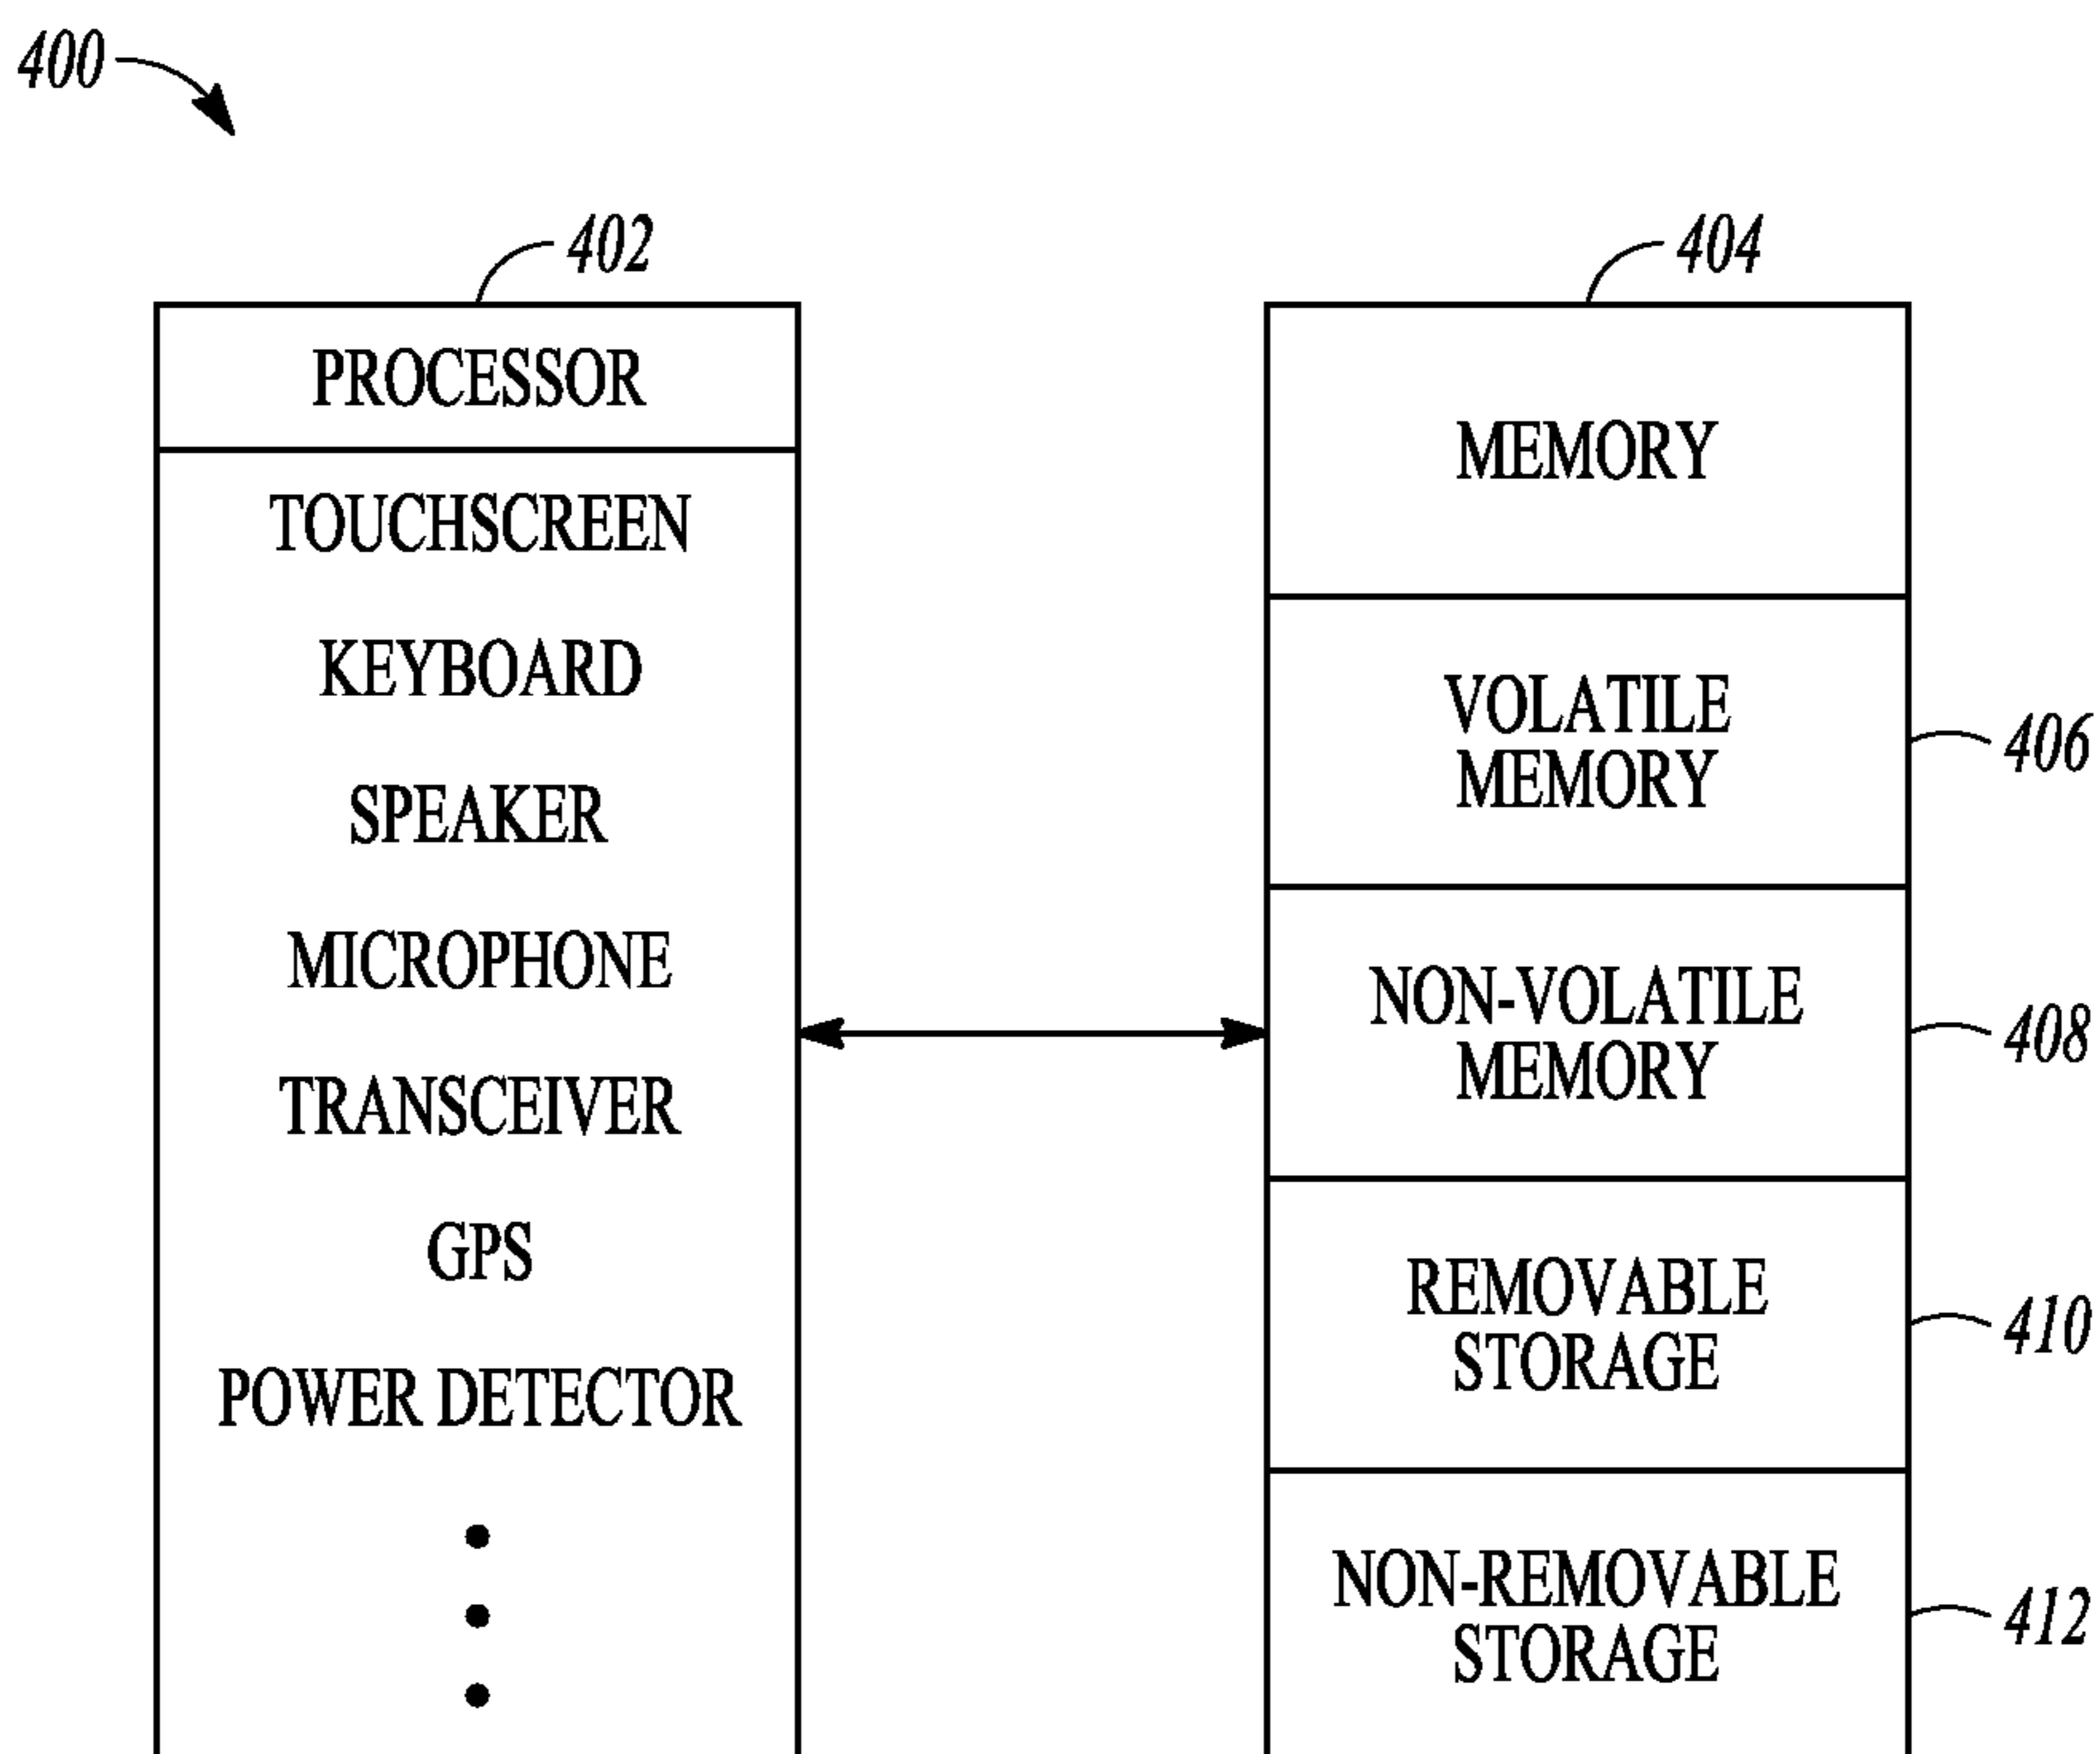 400
402
PROCESSOR
TOUCHSCREEN
KEYBOARD
SPEAKER
MICROPHONE
TRANSCEIVER
GPS
POWER DETECTOR
404
MEMORY
VOLATILE
MEMORY
406
NON-VOLATILE
MEMORY
408
REMOVABLE
STORAGE
410
NON-REMOVABLE
STORAGE
412